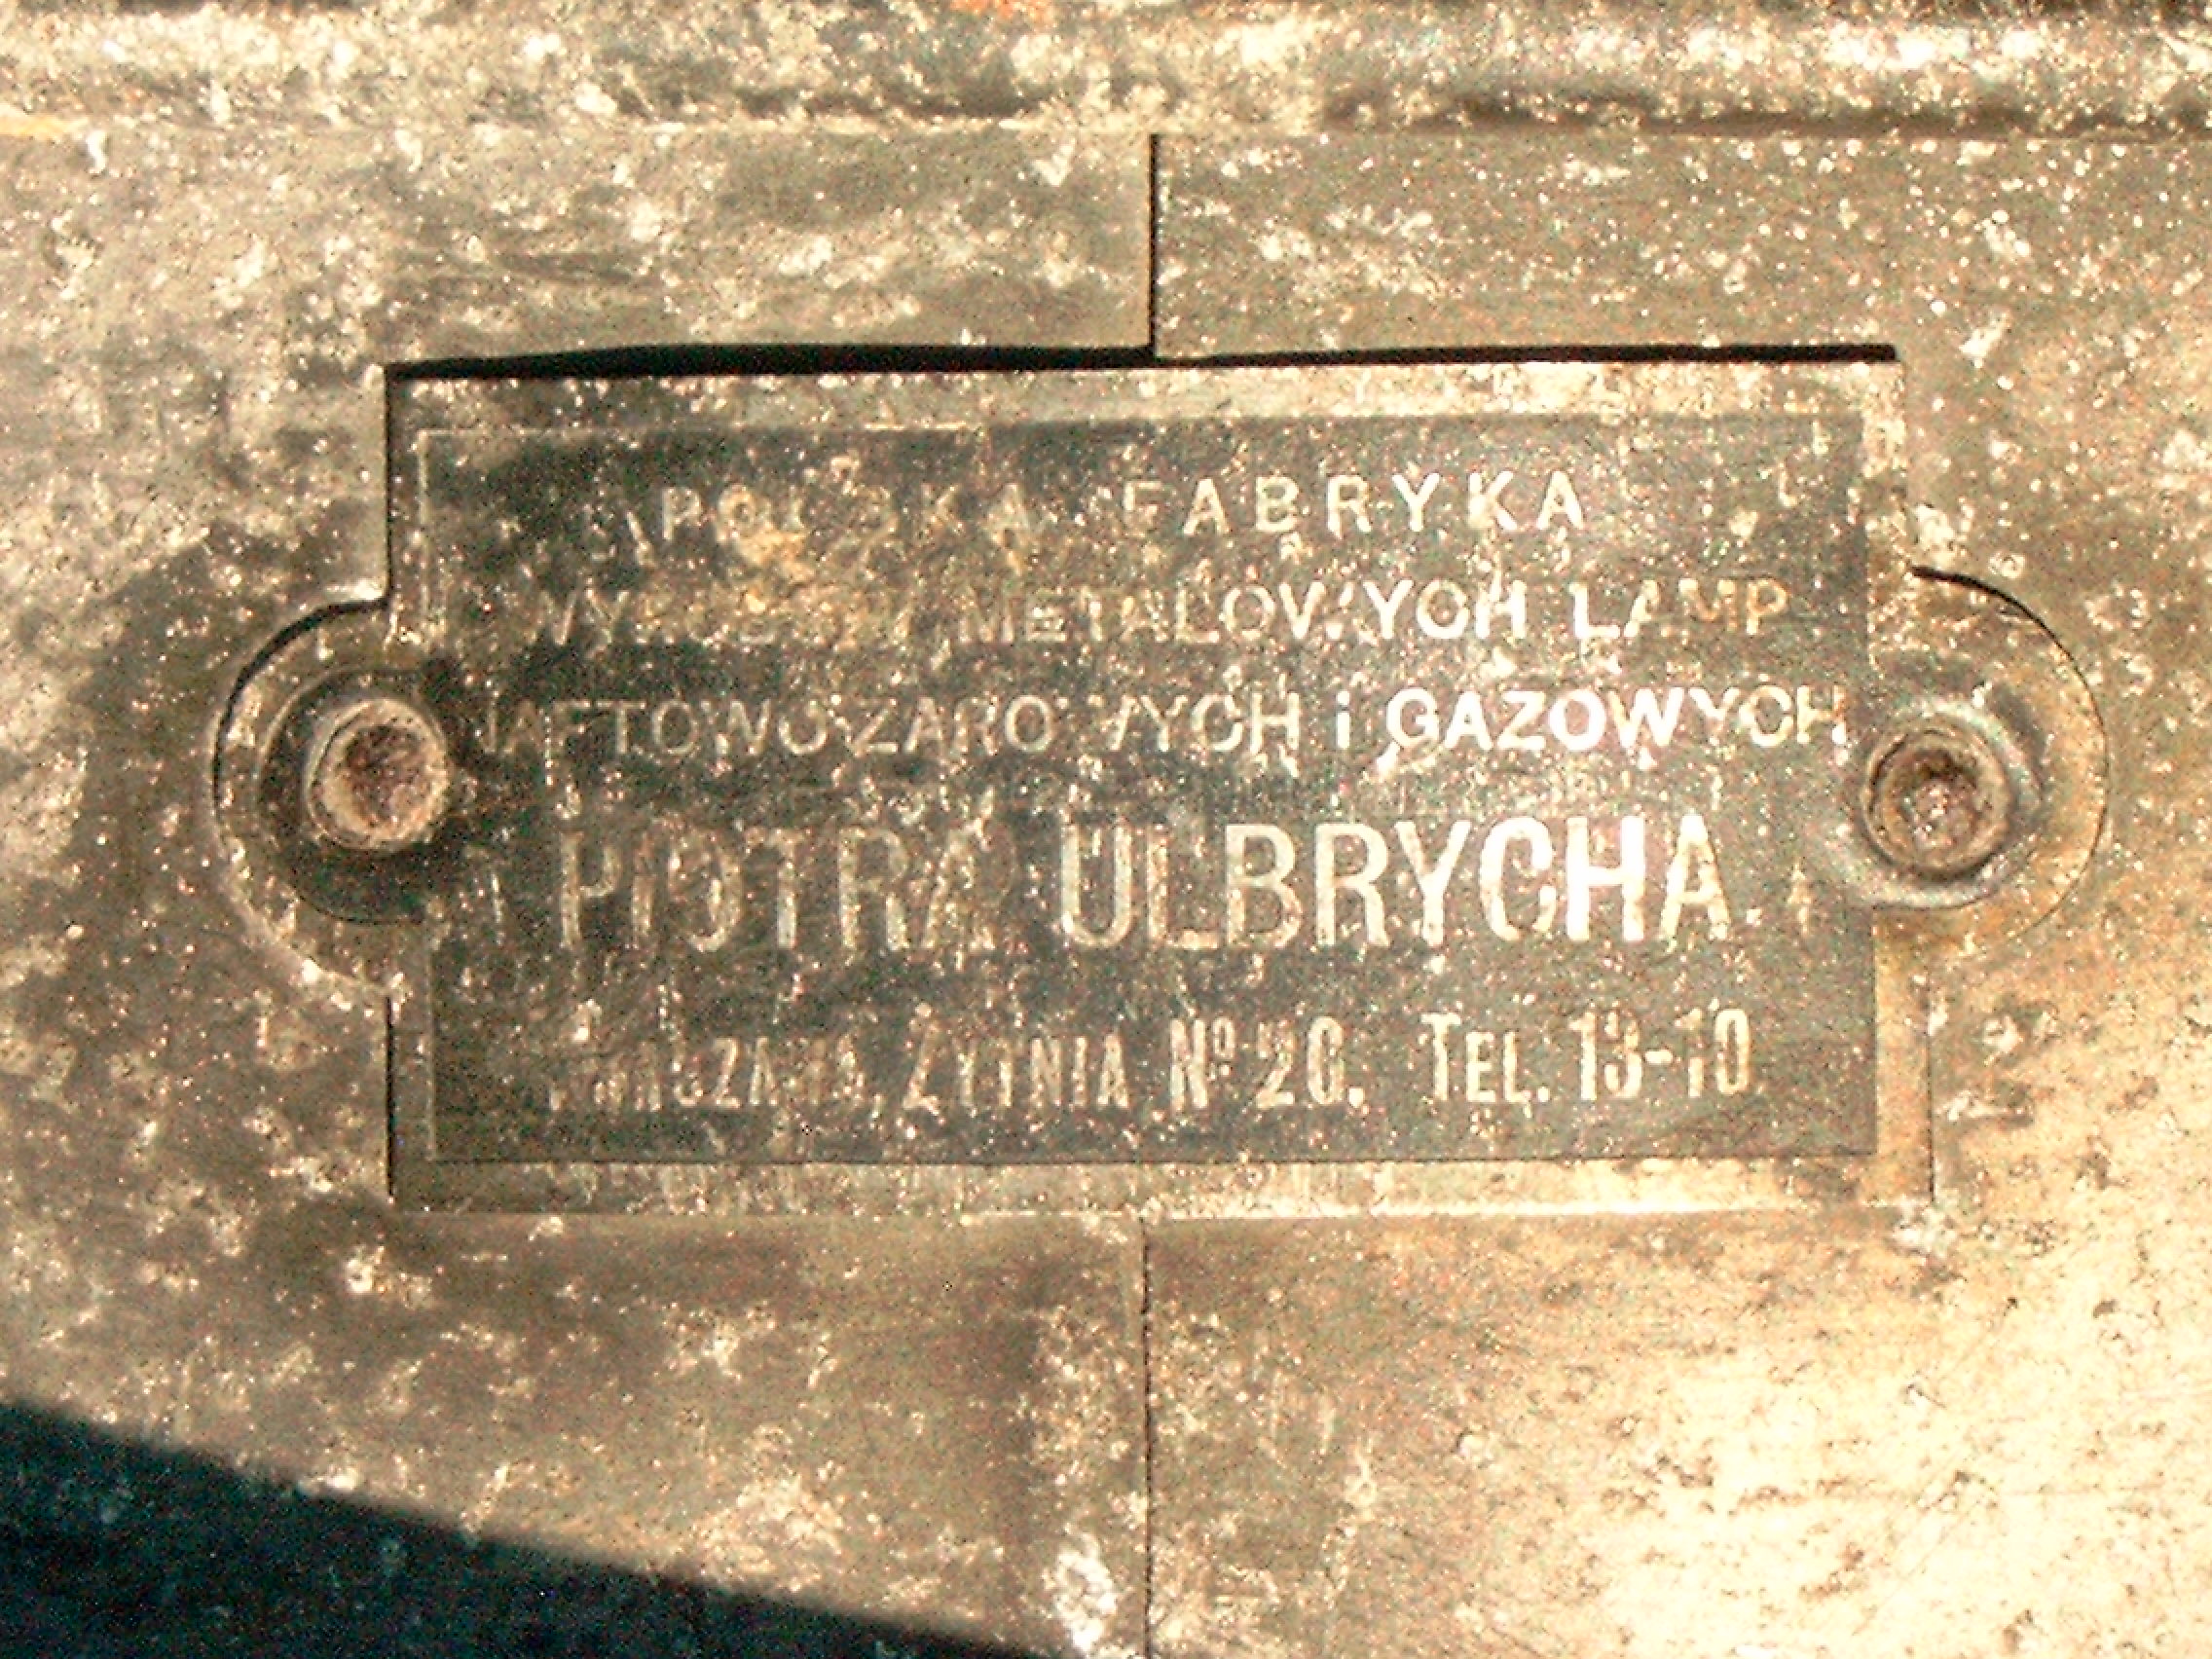 POLSKA FABRYKA
WYROBÓW METALOWYCH LAMP
NAFTOWO ŻAROWYCH i GAZOWYCH
PIOTRA ULBRYCHA
WARSZAWA, ŻYTNIA Nº 20. TEL. 13-10